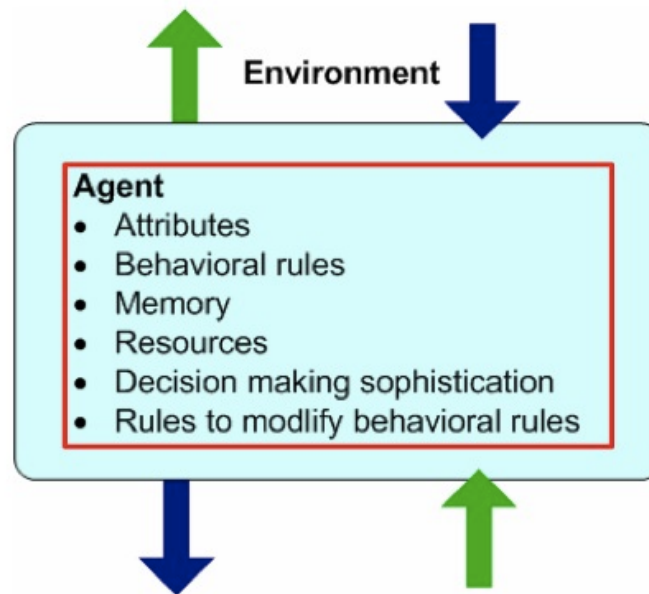 Environment
Agent
• Attributes
• Behavioral rules
• Memory
• Resources
• Decision making sophistication
• Rules to modlify behavioral rules